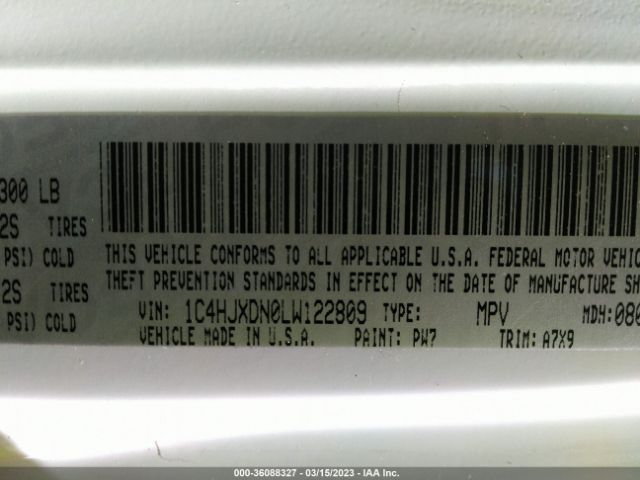 300 LB
2S TIRES
PSI) COLD
2S TIRES
PSI) COLD
THIS VEHICLE CONFORMS TO ALL APPLICABLE U.S.A. FEDERAL MOTOR VEHIC
THEFT PREVENTION STANDARDS IN EFFECT ON THE DATE OF MANUFACTURE SH
VIN: 1C4HJXDN0LW122809 TYPE: MPV MDH:080
VEHICLE MADE IN U.S.A. PAINT: PW7 TRIM: A7X9
000-36088327 - 03/15/2023 - IAA Inc.